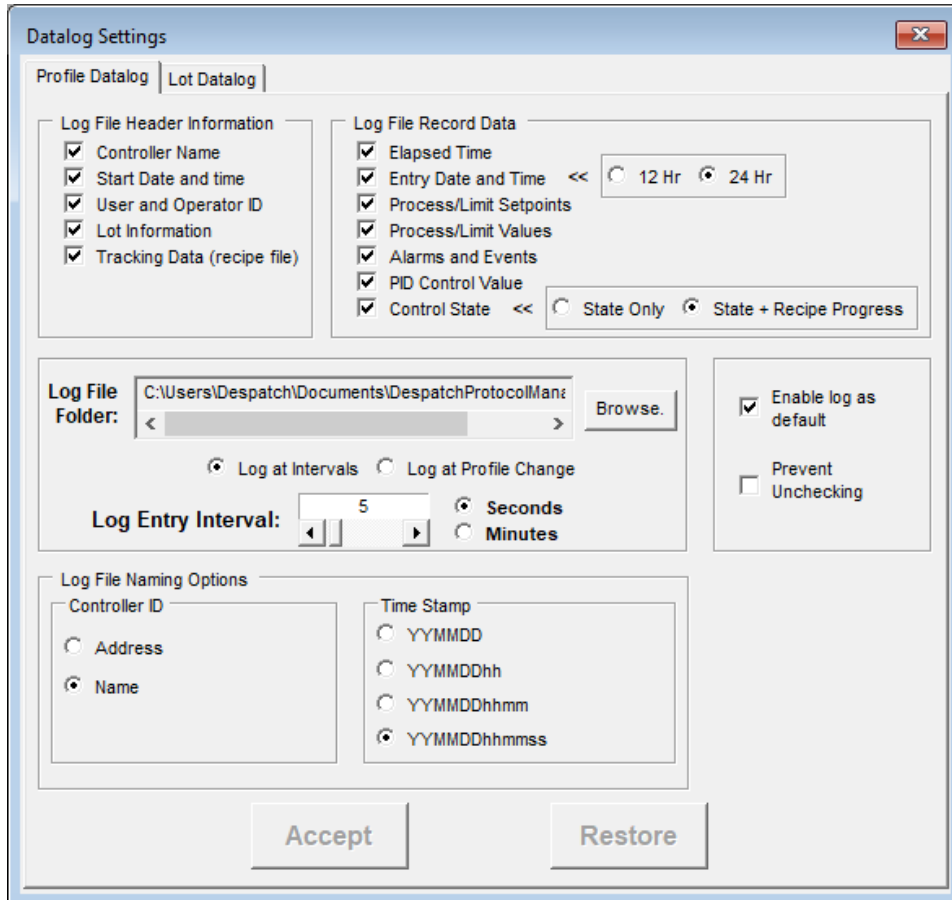 Datalog Settings
Profile Datalog
Lot Datalog
Log File Header Information
Controller Name
Start Date and time
User and Operator ID
Lot Information
Tracking Data (recipe file)
Log File Record Data
Elapsed Time
Entry Date and Time << 12 Hr 24 Hr
Process/Limit Setpoints
Process/Limit Values
Alarms and Events
PID Control Value
Control State << State Only State + Recipe Progress
Log File
Folder:
C:\Users\Despatch\Documents\DespatchProtocolMana
Browse.
Log at Intervals Log at Profile Change
Log Entry Interval: 5
Seconds
Minutes
Enable log as
default
Prevent
Unchecking
Log File Naming Options
Controller ID
Address
Name
Time Stamp
YYMMDD
YYMMDDhh
YYMMDDhhmm
YYMMDDhhmmss
Accept
Restore